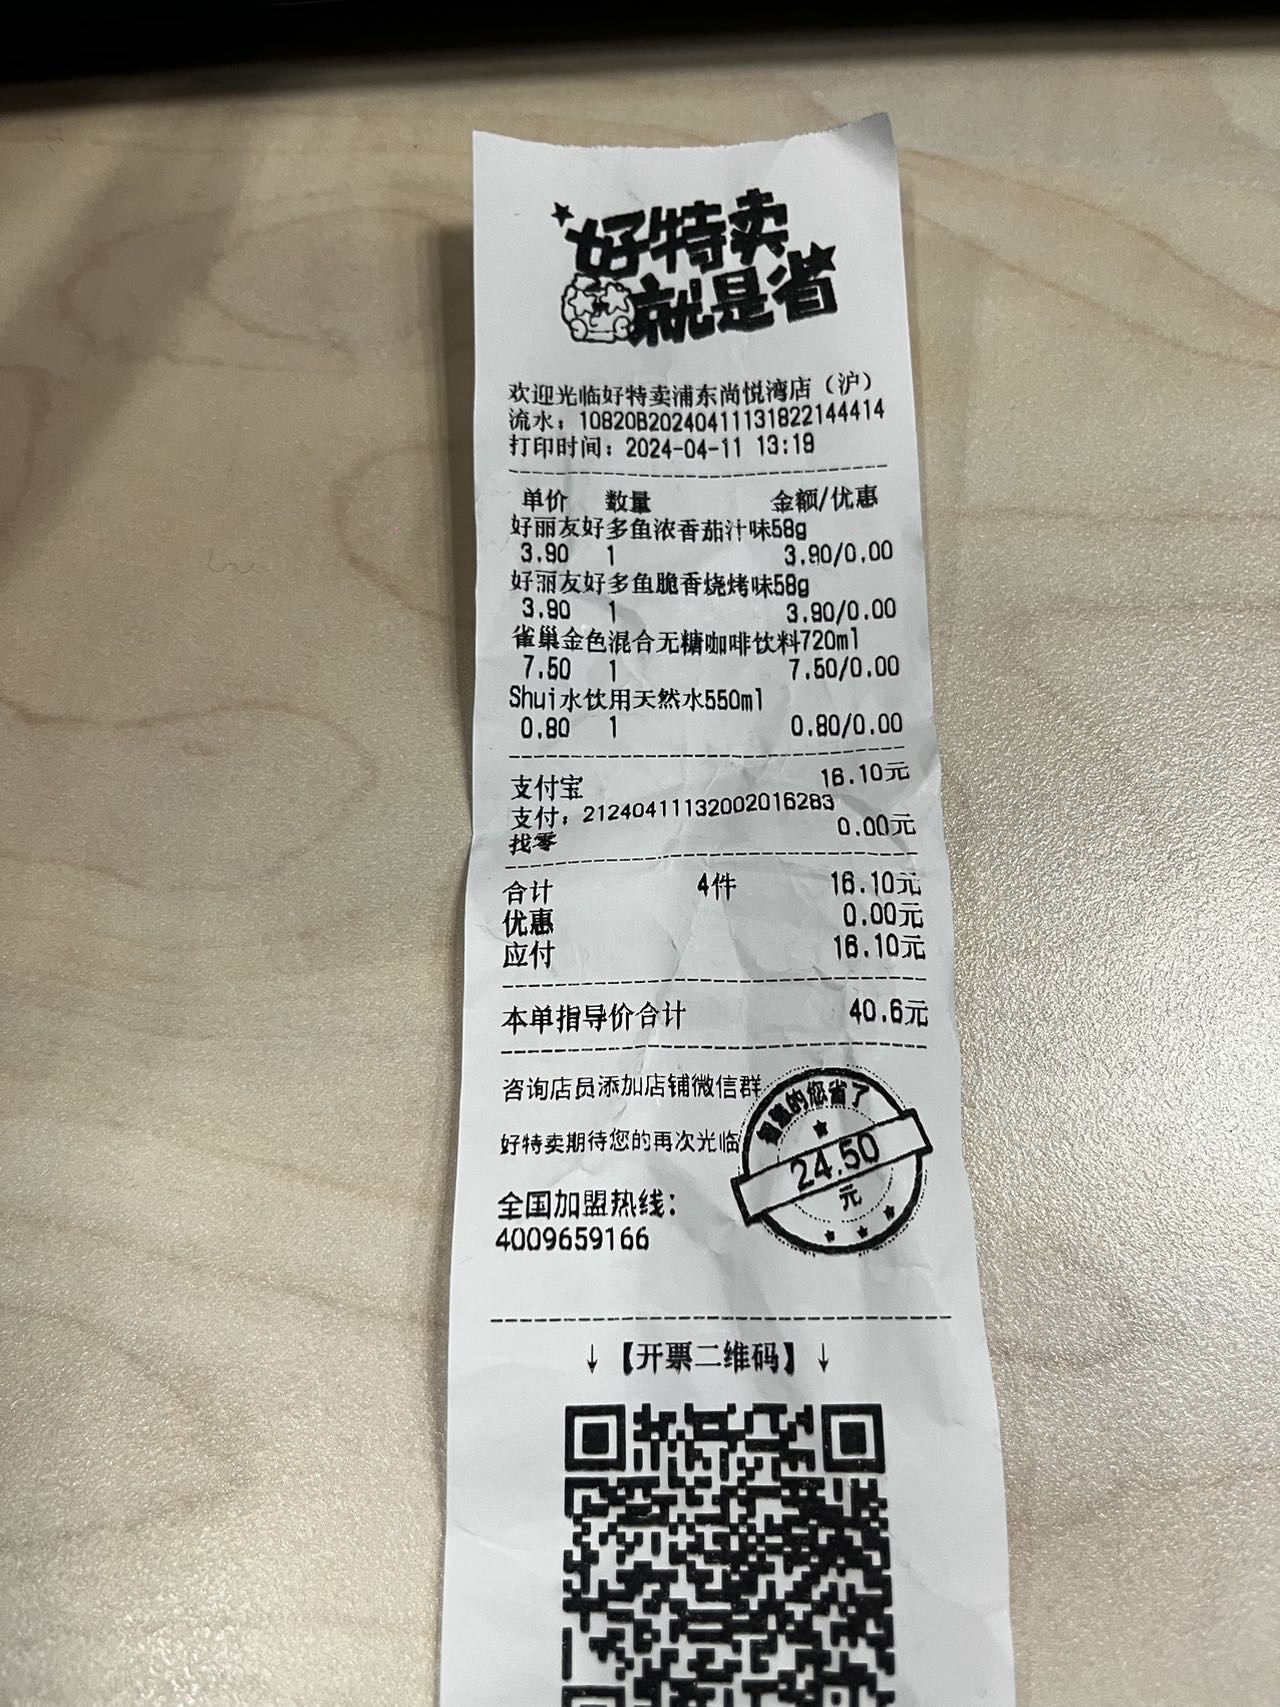 好特卖
就是省
欢迎光临好特卖浦东尚悦湾店（沪）
流水：10820B20240411131822144414
打印时间：2024-04-11 13:19
单价 数量 金额/优惠
好丽友好多鱼浓香茄汁味58g
3.90 1 3.90/0.00
好丽友好多鱼脆香烧烤味58g
3.90 1 3.90/0.00
雀巢金色混合无糖咖啡饮料720ml
7.50 1 7.50/0.00
Shui水饮用天然水550ml
0.80 1 0.80/0.00
支付宝 16.10元
支付：21240411132002016283
找零 0.00元
合计 4件 16.10元
优惠 0.00元
应付 16.10元
本单指导价合计 40.6元
咨询店员添加店铺微信群
好特卖期待您的再次光临
的您省了
24.50
元
全国加盟热线：
4009659166
↓【开票二维码】↓